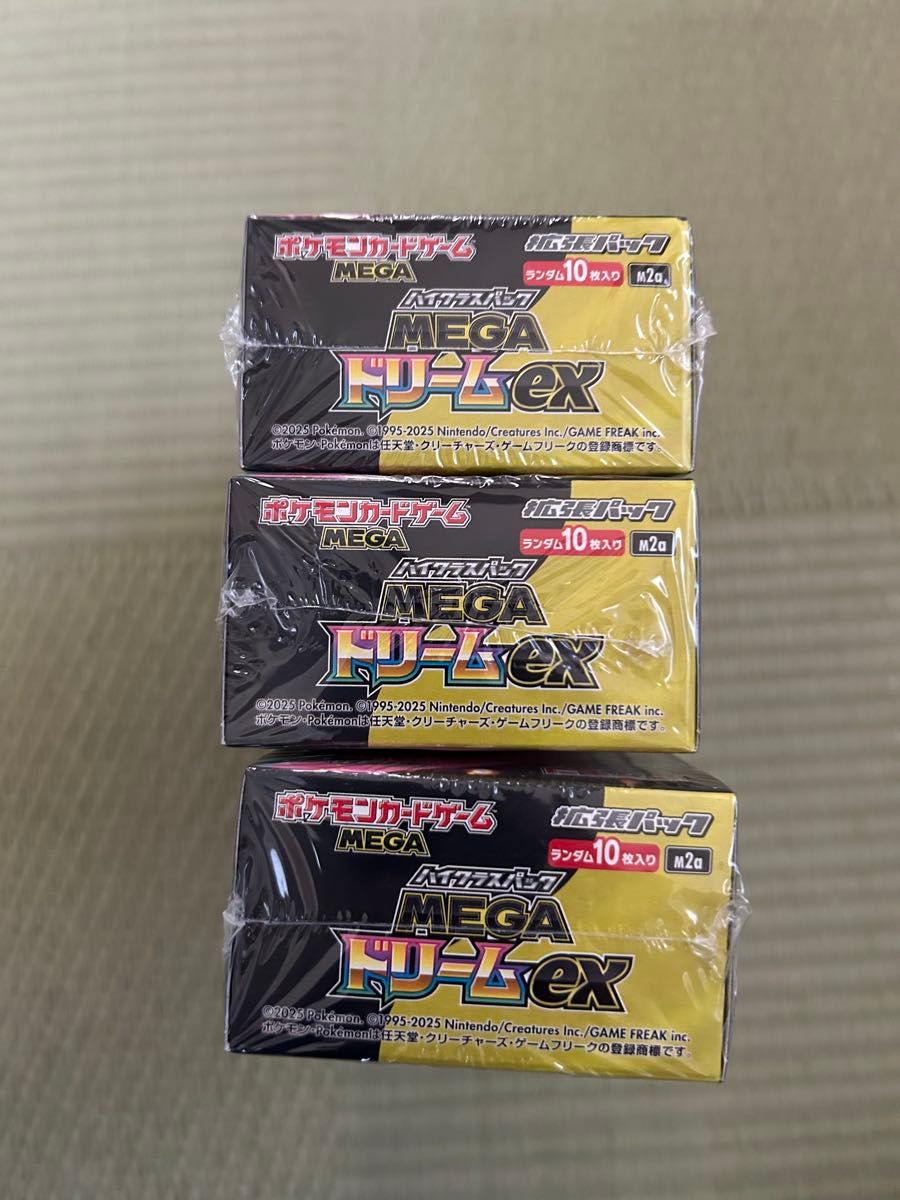 ポケモンカードゲーム 拡張パック
MEGA ランダム10枚入り M2a
ハイクラスパック
MEGA
ドリームex
©2025 Pokémon. ©1995-2025 Nintendo/Creatures Inc./GAME FREAK inc.
ポケモン・Pokémonは任天堂・クリーチャーズ・ゲームフリークの登録商標です。
ポケモンカードゲーム 拡張パック
MEGA ランダム10枚入り M2a
ハイクラスパック
MEGA
ドリームex
©2025 Pokémon. ©1995-2025 Nintendo/Creatures Inc./GAME FREAK inc.
ポケモン・Pokémonは任天堂・クリーチャーズ・ゲームフリークの登録商標です。
ポケモンカードゲーム 拡張パック
MEGA ランダム10枚入り M2a
ハイクラスパック
MEGA
ドリームex
©2025 Pokémon. ©1995-2025 Nintendo/Creatures Inc./GAME FREAK inc.
ポケモン・Pokémonは任天堂・クリーチャーズ・ゲームフリークの登録商標です。